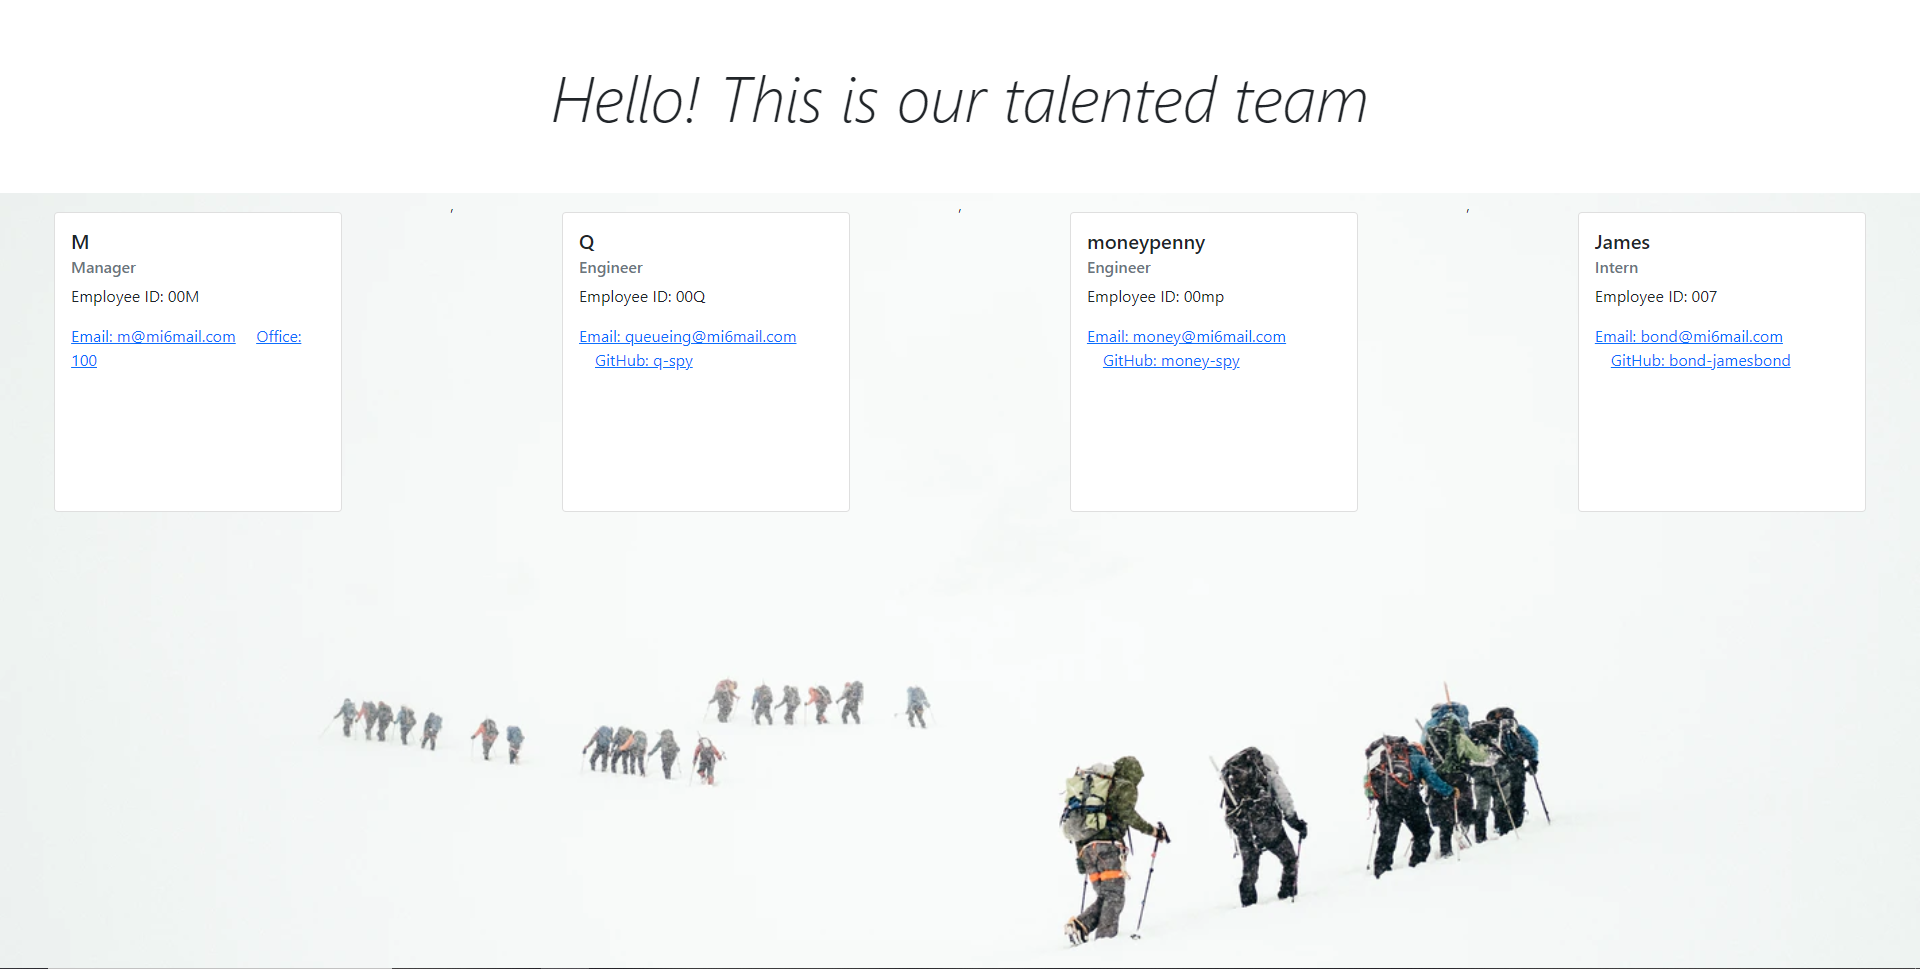 Hello! This is our talented team
M
Manager
Employee ID: 00M
Email: m@mi6mail.com Office:
100
,
Q
Engineer
Employee ID: 00Q
Email: queueing@mi6mail.com
GitHub: q-spy
,
moneypenny
Engineer
Employee ID: 00mp
Email: money@mi6mail.com
GitHub: money-spy
,
James
Intern
Employee ID: 007
Email: bond@mi6mail.com
GitHub: bond-jamesbond